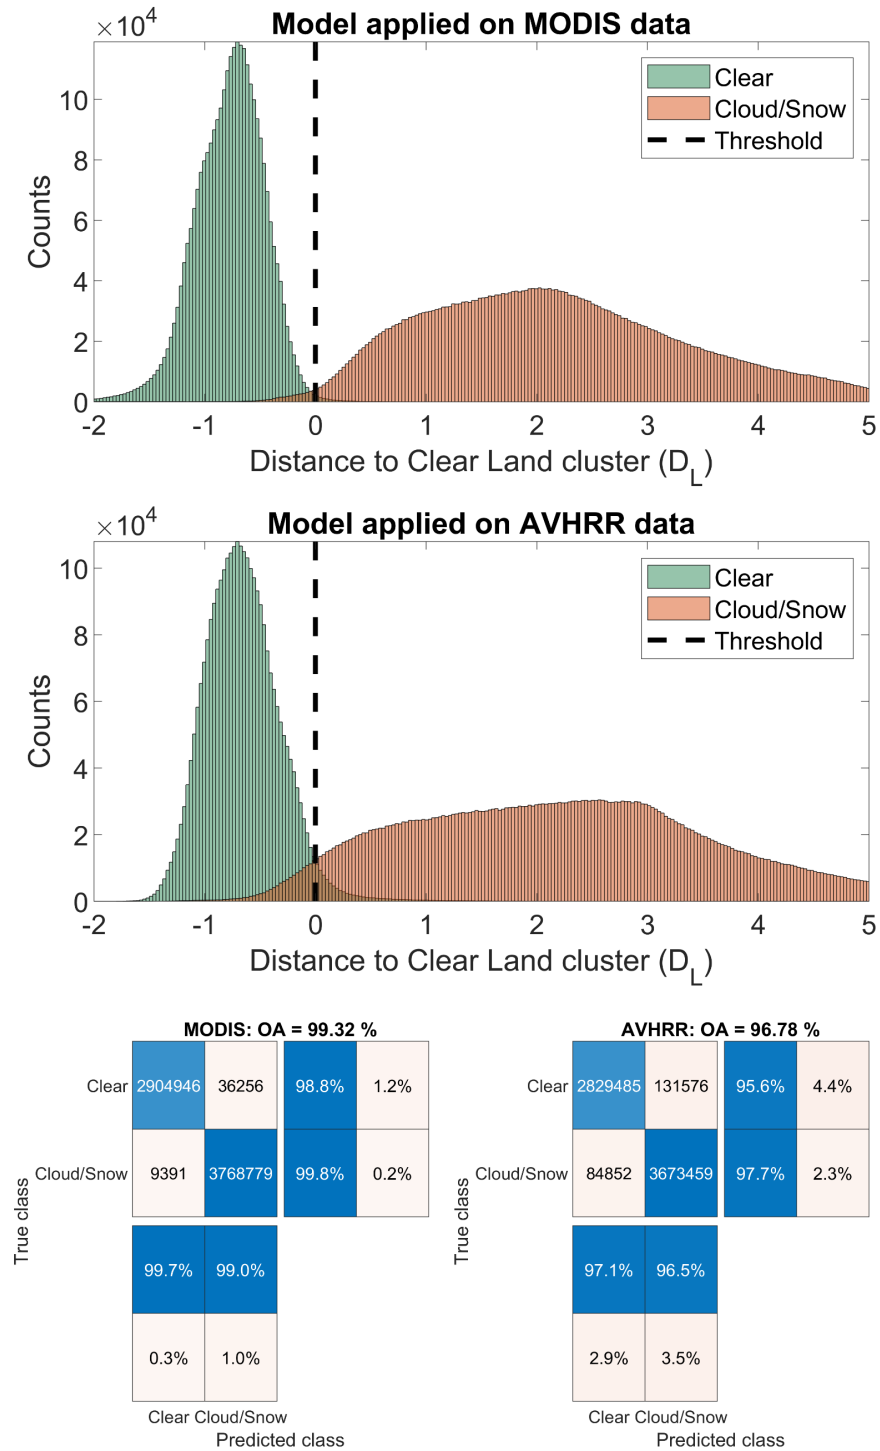 ×10⁴ Model applied on MODIS data
Clear
Cloud/Snow
Threshold
10
8
6
4
2
0
Counts
-2 -1 0 1 2 3 4 5
Distance to Clear Land cluster (D_L)
×10⁴ Model applied on AVHRR data
Clear
Cloud/Snow
Threshold
10
8
6
4
2
0
Counts
-2 -1 0 1 2 3 4 5
Distance to Clear Land cluster (D_L)
MODIS: OA = 99.32 %
Clear 2904946 36256 98.8% 1.2%
Cloud/Snow 9391 3768779 99.8% 0.2%
True class
99.7% 99.0%
0.3% 1.0%
Clear Cloud/Snow
Predicted class
AVHRR: OA = 96.78 %
Clear 2829485 131576 95.6% 4.4%
Cloud/Snow 84852 3673459 97.7% 2.3%
True class
97.1% 96.5%
2.9% 3.5%
Clear Cloud/Snow
Predicted class